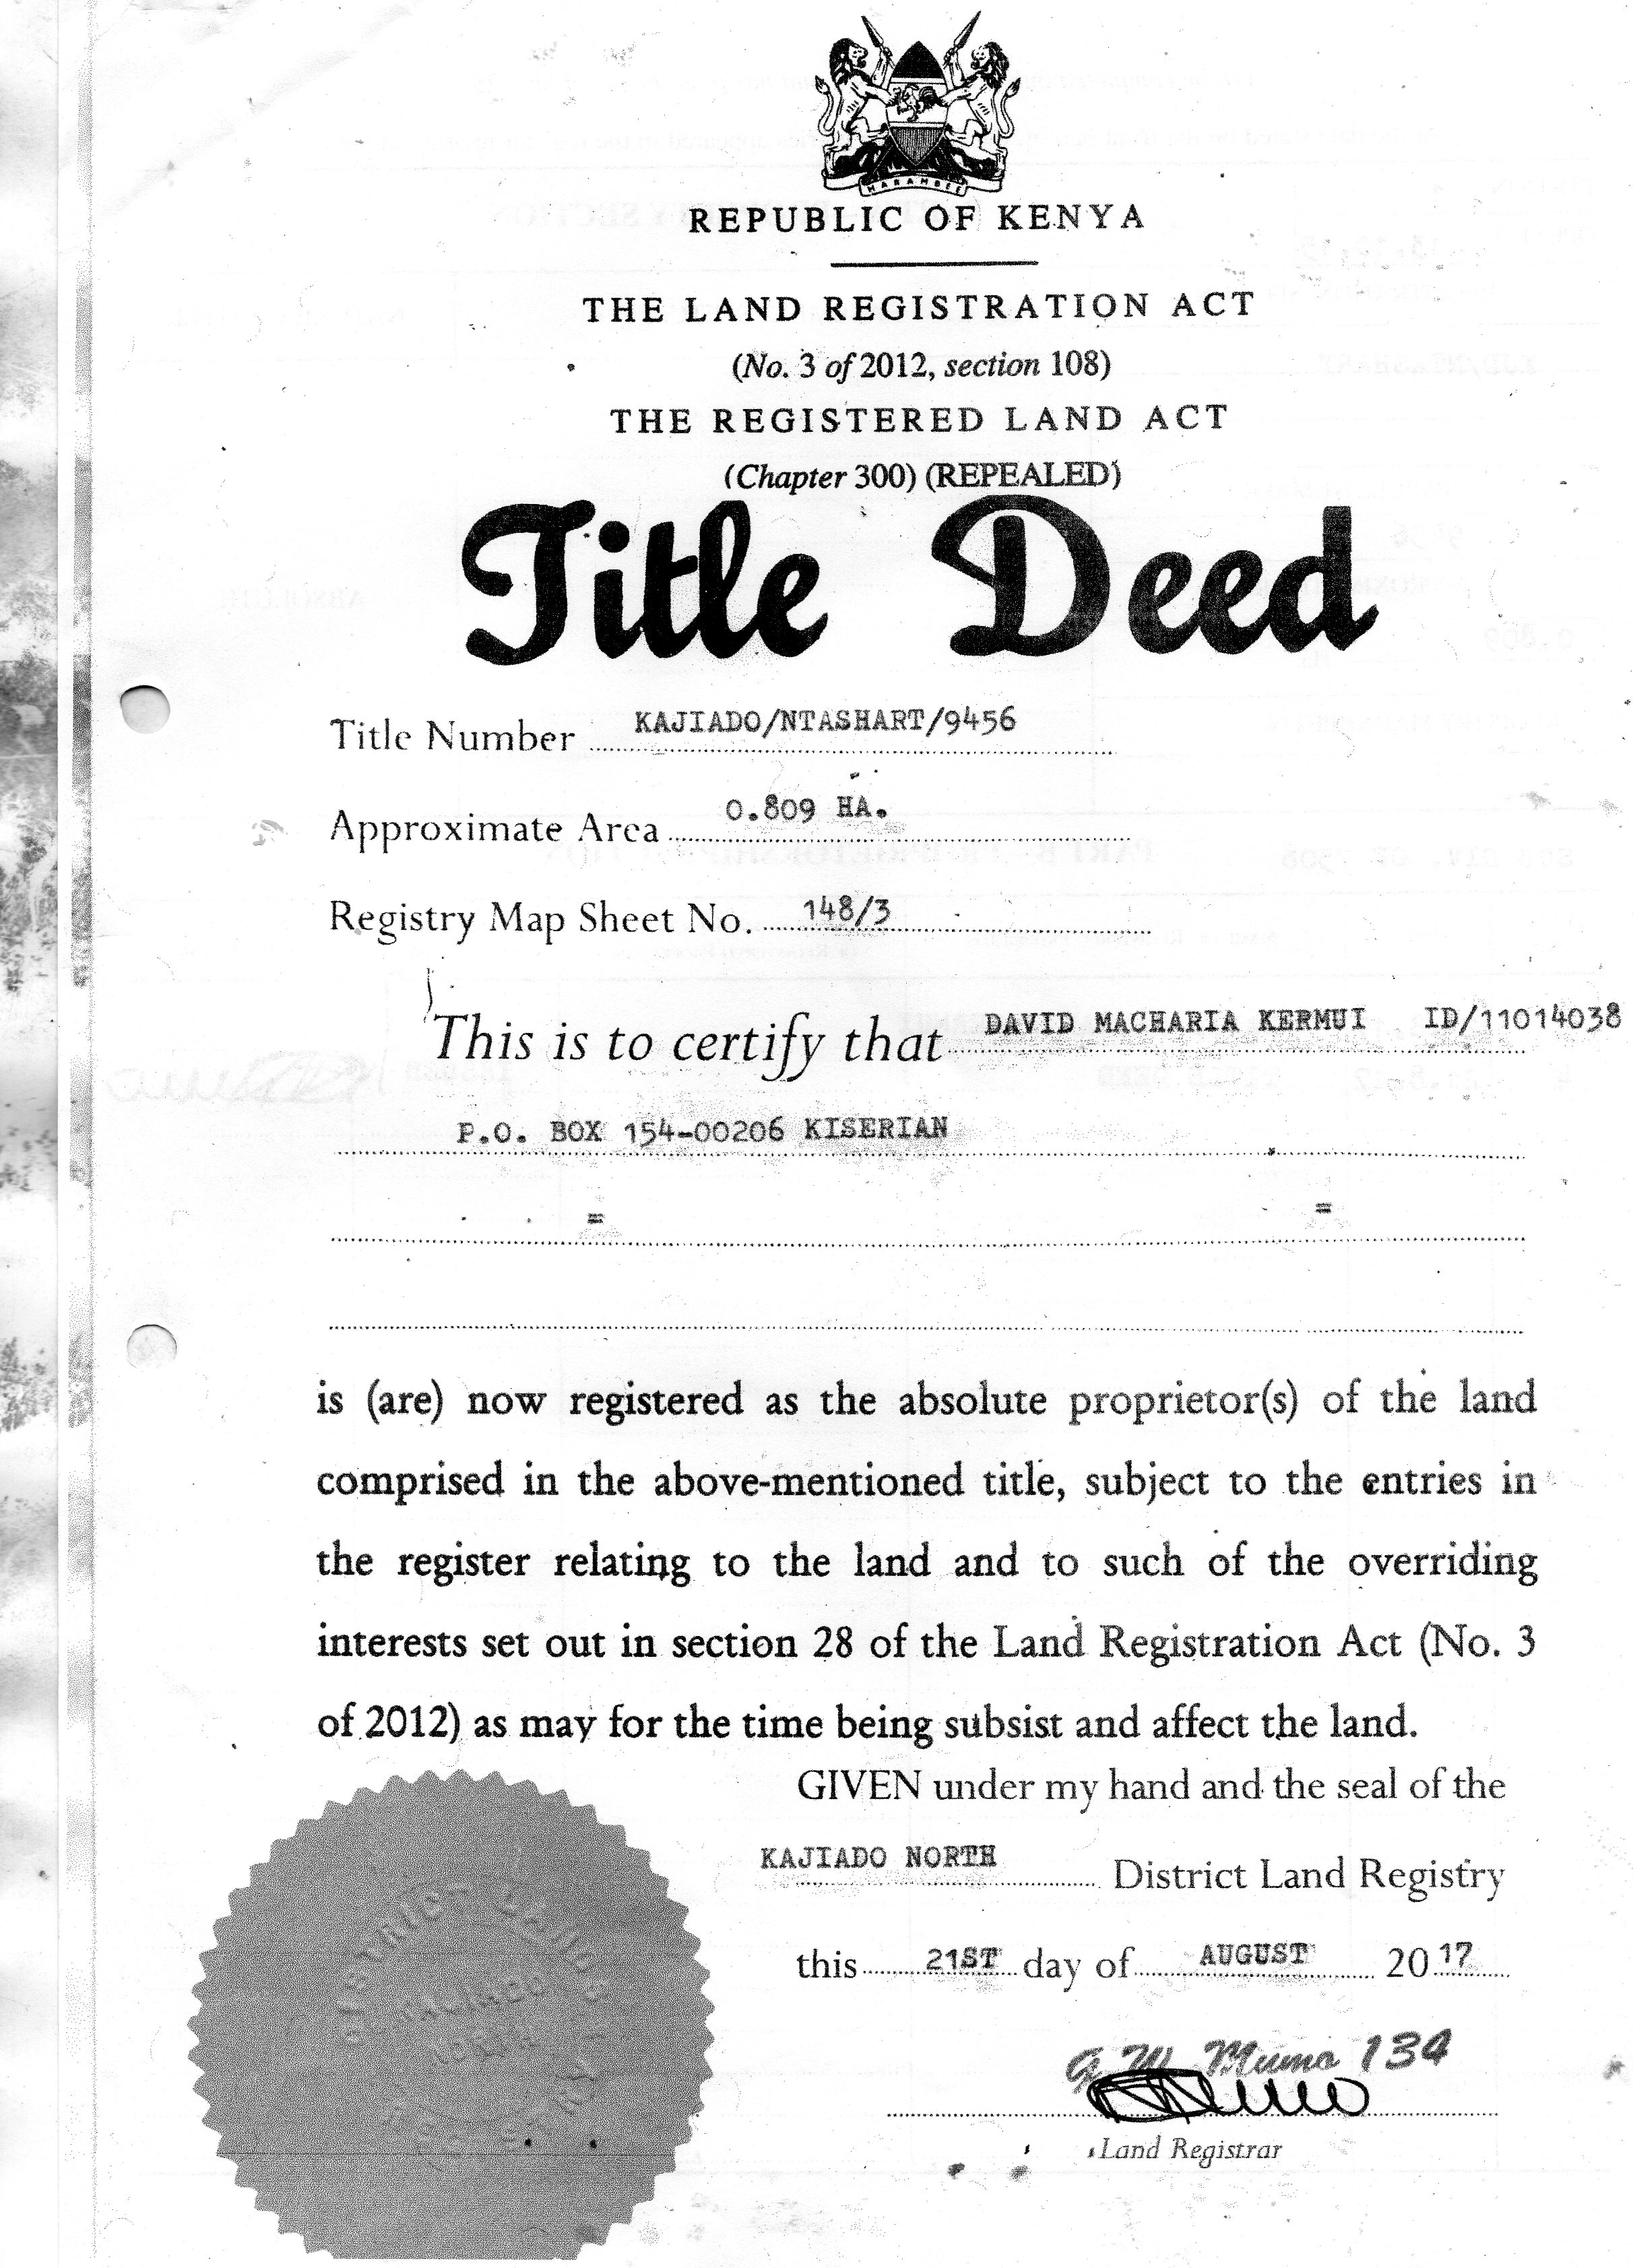 HARAMBEE
REPUBLIC OF KENYA
THE LAND REGISTRATION ACT
(No. 3 of 2012, section 108)
THE REGISTERED LAND ACT
(Chapter 300) (REPEALED)
Title Deed
Title Number KAJIADO/NTASHART/9456
Approximate Area 0.809 HA.
Registry Map Sheet No. 148/3
This is to certify that DAVID MACHARIA KERMUI ID/11014038
P.O. BOX 154-00206 KISERIAN
= =
is (are) now registered as the absolute proprietor(s) of the land
comprised in the above-mentioned title, subject to the entries in
the register relating to the land and to such of the overriding
interests set out in section 28 of the Land Registration Act (No. 3
of 2012) as may for the time being subsist and affect the land.
GIVEN under my hand and the seal of the
KAJIADO NORTH District Land Registry
this 21ST day of AUGUST 2017
G. W. Mumo 134
Land Registrar